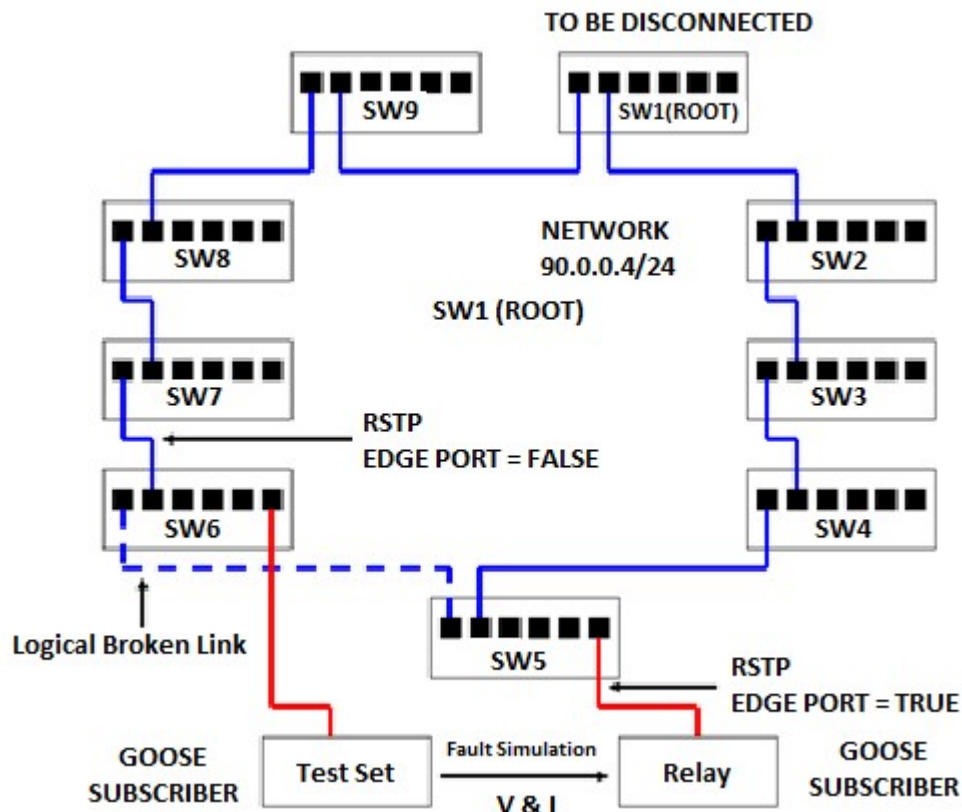 TO BE DISCONNECTED
SW9
SW1(ROOT)
SW8
NETWORK
90.0.0.4/24
SW2
SW1 (ROOT)
SW7
SW3
RSTP
EDGE PORT = FALSE
SW6
SW4
Logical Broken Link
SW5
RSTP
EDGE PORT = TRUE
GOOSE
SUBSCRIBER
Test Set
Fault Simulation
V & I
Relay
GOOSE
SUBSCRIBER